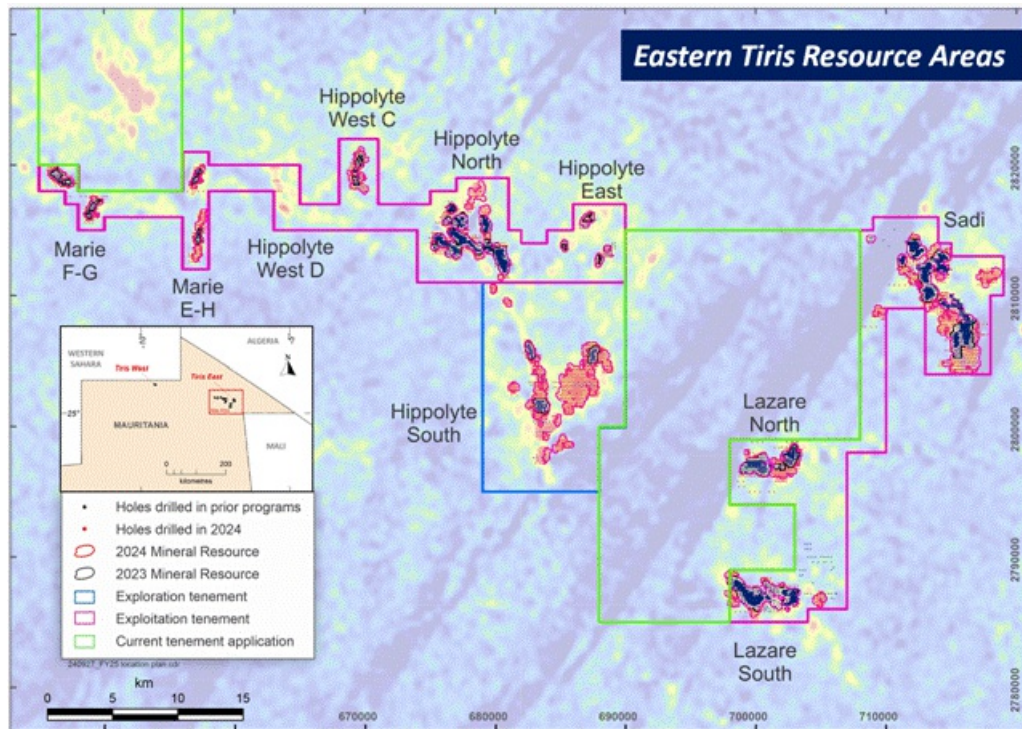 Eastern Tiris Resource Areas
Hippolyte
West C
Hippolyte
North
Hippolyte
East
Sadi
Marie
F-G
Marie
E-H
Hippolyte
West D
Hippolyte
South
Lazare
North
Lazare
South
2820000
2810000
2800000
2790000
2780000
WESTERN
SAHARA
Tiris West
ALGERIA
Tiris East
N
MAURITANIA
MALI
0 200
kilometres
Holes drilled in prior programs
Holes drilled in 2024
2024 Mineral Resource
2023 Mineral Resource
Exploration tenement
Exploitation tenement
Current tenement application
km
0 5 10 15
670000
680000
690000
700000
710000